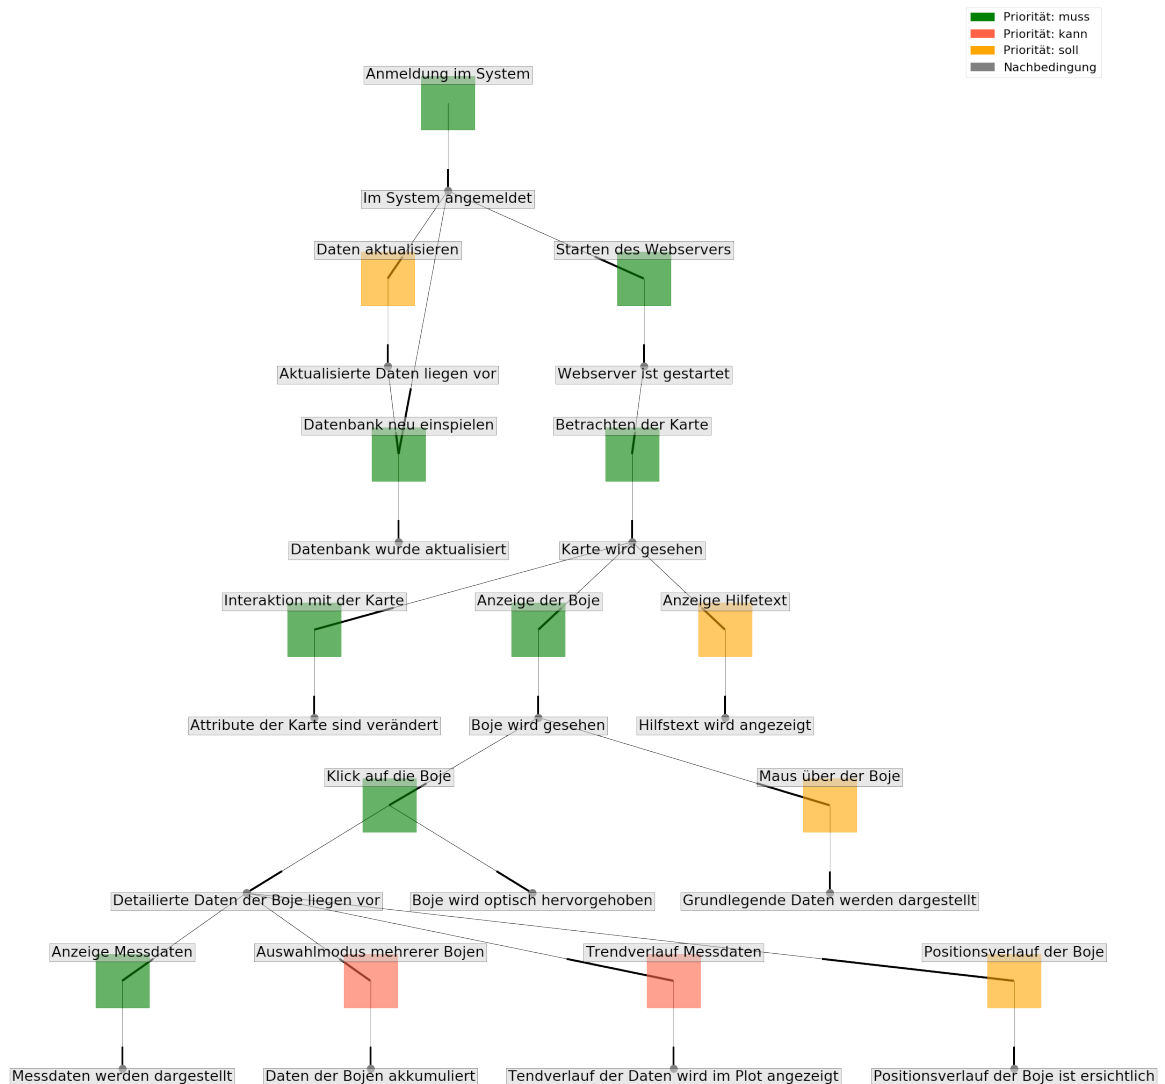 Priorität: muss
Priorität: kann
Priorität: soll
Nachbedingung
Anmeldung im System
Im System angemeldet
Daten aktualisieren
Starten des Webservers
Aktualisierte Daten liegen vor
Webserver ist gestartet
Datenbank neu einspielen
Betrachten der Karte
Datenbank wurde aktualisiert
Karte wird gesehen
Interaktion mit der Karte
Anzeige der Boje
Anzeige Hilfetext
Attribute der Karte sind verändert
Boje wird gesehen
Hilfstext wird angezeigt
Klick auf die Boje
Maus über der Boje
Detailierte Daten der Boje liegen vor
Boje wird optisch hervorgehoben
Grundlegende Daten werden dargestellt
Anzeige Messdaten
Auswahlmodus mehrerer Bojen
Trendverlauf Messdaten
Positionsverlauf der Boje
Messdaten werden dargestellt
Daten der Bojen akkumuliert
Tendverlauf der Daten wird im Plot angezeigt
Positionsverlauf der Boje ist ersichtlich